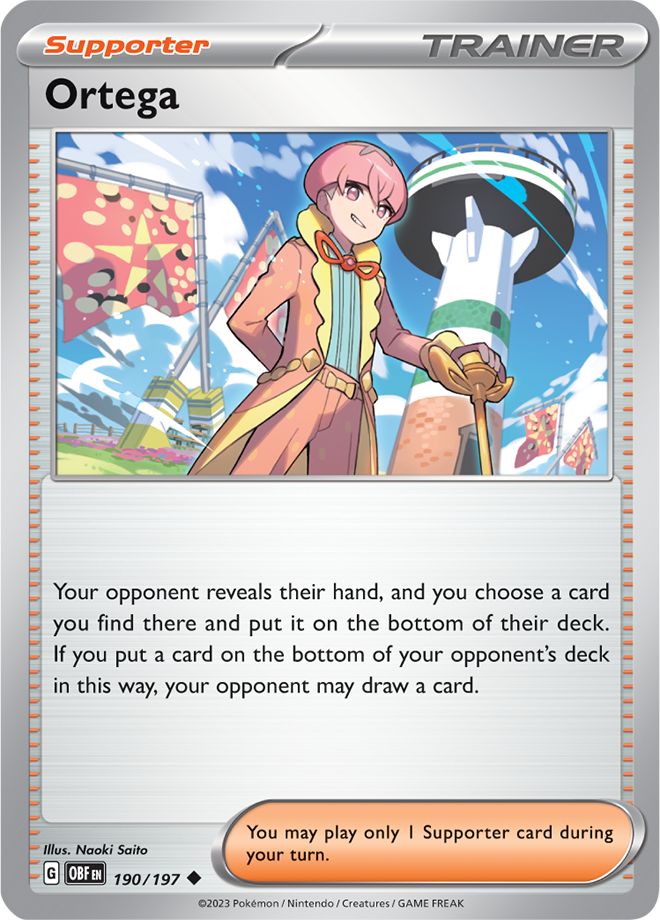 Supporter
TRAINER
Ortega
Your opponent reveals their hand, and you choose a card
you find there and put it on the bottom of their deck.
If you put a card on the bottom of your opponent's deck
in this way, your opponent may draw a card.
You may play only 1 Supporter card during
your turn.
Illus. Naoki Saito
G OBF EN 190/197 ◆
©2023 Pokémon / Nintendo / Creatures / GAME FREAK